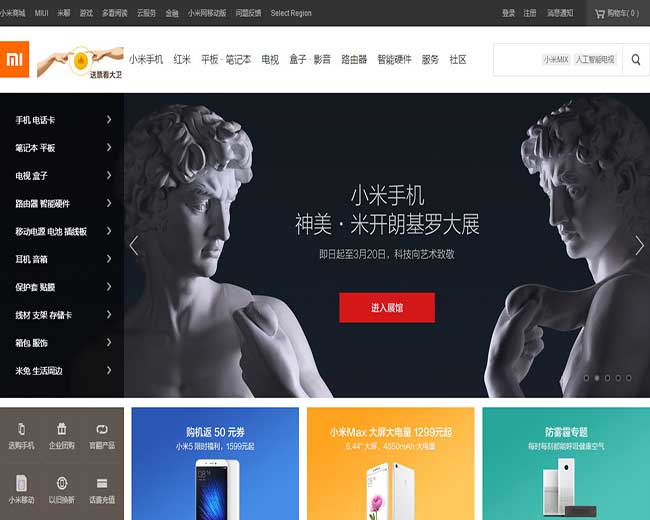 小米商城 MIUI 米聊 游戏 多看阅读 云服务 金融 小米网移动版 问题反馈 Select Region 登录 注册 消息通知 购物车( 0 )
送票看大卫
小米手机 红米 平板 · 笔记本 电视 盒子 · 影音 路由器 智能硬件 服务 社区 小米MIX 人工智能电视
手机 电话卡
笔记本 平板
电视 盒子
路由器 智能硬件
移动电源 电池 插线板
耳机 音箱
保护套 贴膜
线材 支架 存储卡
箱包 服饰
米兔 生活周边
小米手机
神美 · 米开朗基罗大展
即日起至3月20日，科技向艺术致敬
进入展馆
选购手机 企业团购 官翻产品
小米移动 以旧换新 话费充值
购机返 50 元券
小米5 限时福利，1599元起
小米Max 大屏大电量 1299元起
6.44" 大屏，4850mAh 大电量
防雾霾专题
每时每刻都能呼吸健康空气